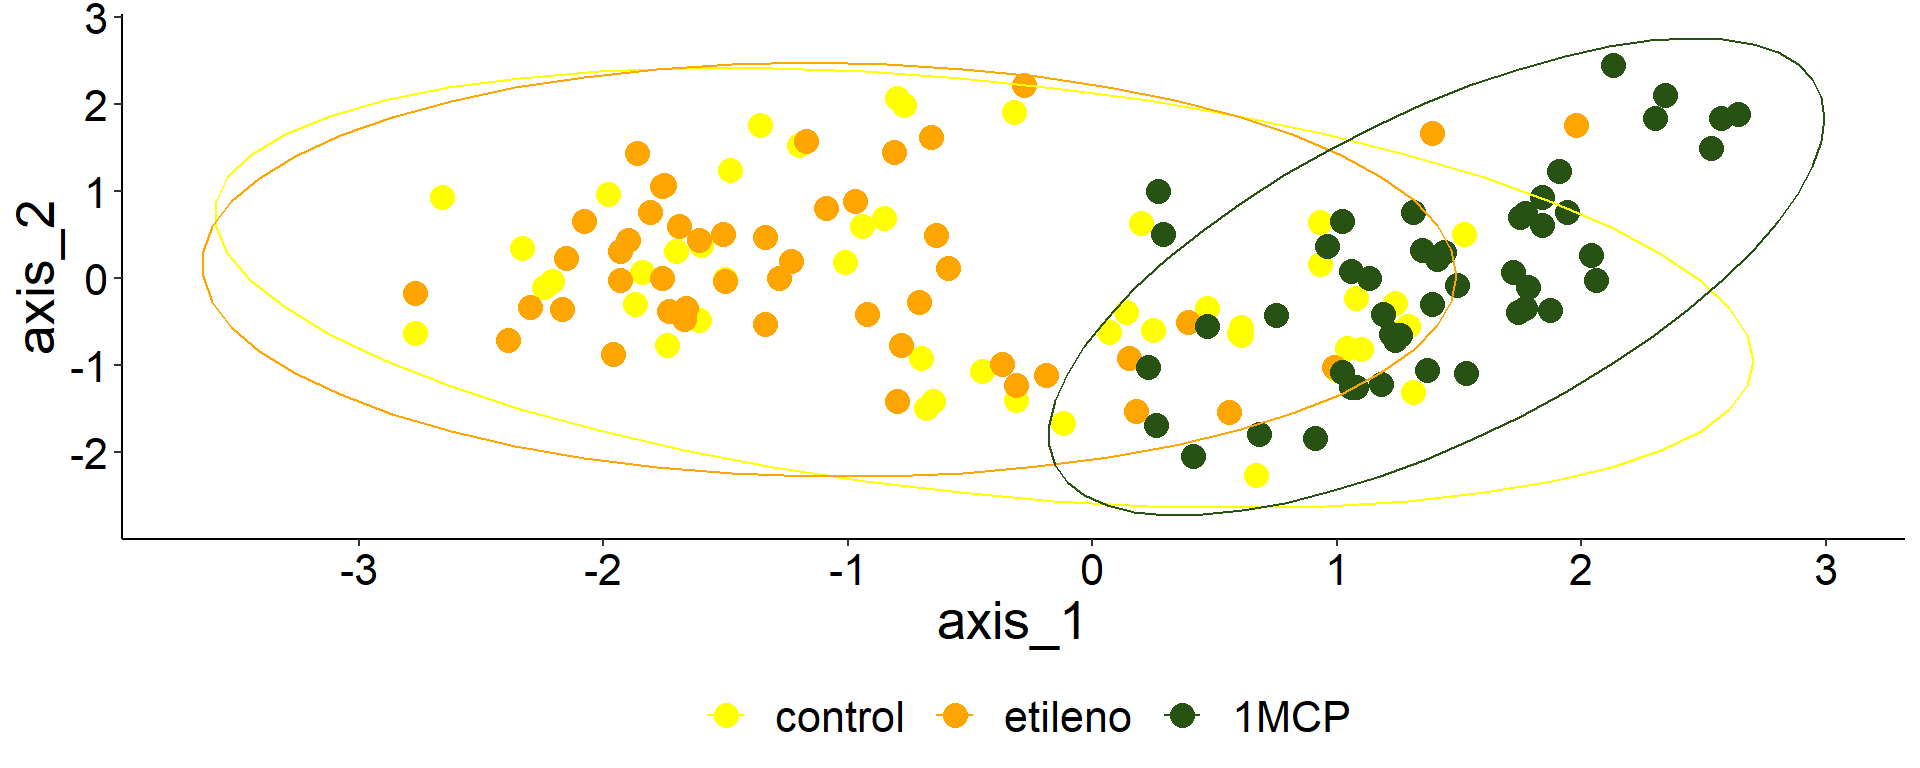 3
2
1
0
-1
-2
axis_2
-3 -2 -1 0 1 2 3
axis_1
control etileno 1MCP